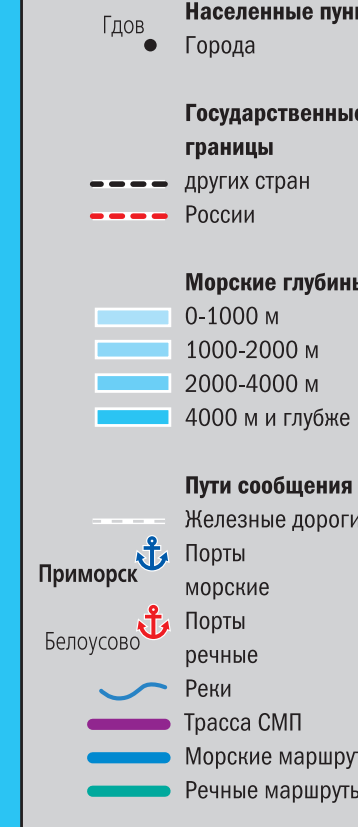 Населенные пун
Гдов
Города
Государственные
границы
других стран
России
Морские глубины
0-1000 м
1000-2000 м
2000-4000 м
4000 м и глубже
Пути сообщения
Железные дороги
Порты
Приморск
морские
Порты
Белоусово
речные
Реки
Трасса СМП
Морские маршрут
Речные маршруты